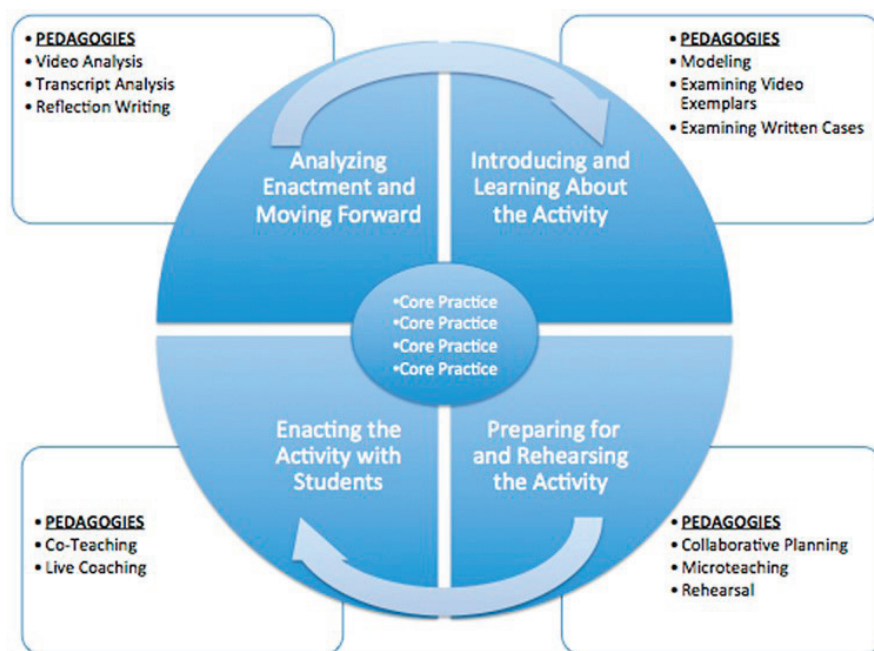 • PEDAGOGIES
• Video Analysis
• Transcript Analysis
• Reflection Writing
• PEDAGOGIES
• Modeling
• Examining Video
Exemplars
• Examining Written Cases
Analyzing
Enactment and
Moving Forward
Introducing and
Learning About
the Activity
•Core Practice
•Core Practice
•Core Practice
•Core Practice
Enacting the
Activity with
Students
Preparing for
and Rehearsing
the Activity
• PEDAGOGIES
• Co-Teaching
• Live Coaching
• PEDAGOGIES
• Collaborative Planning
• Microteaching
• Rehearsal